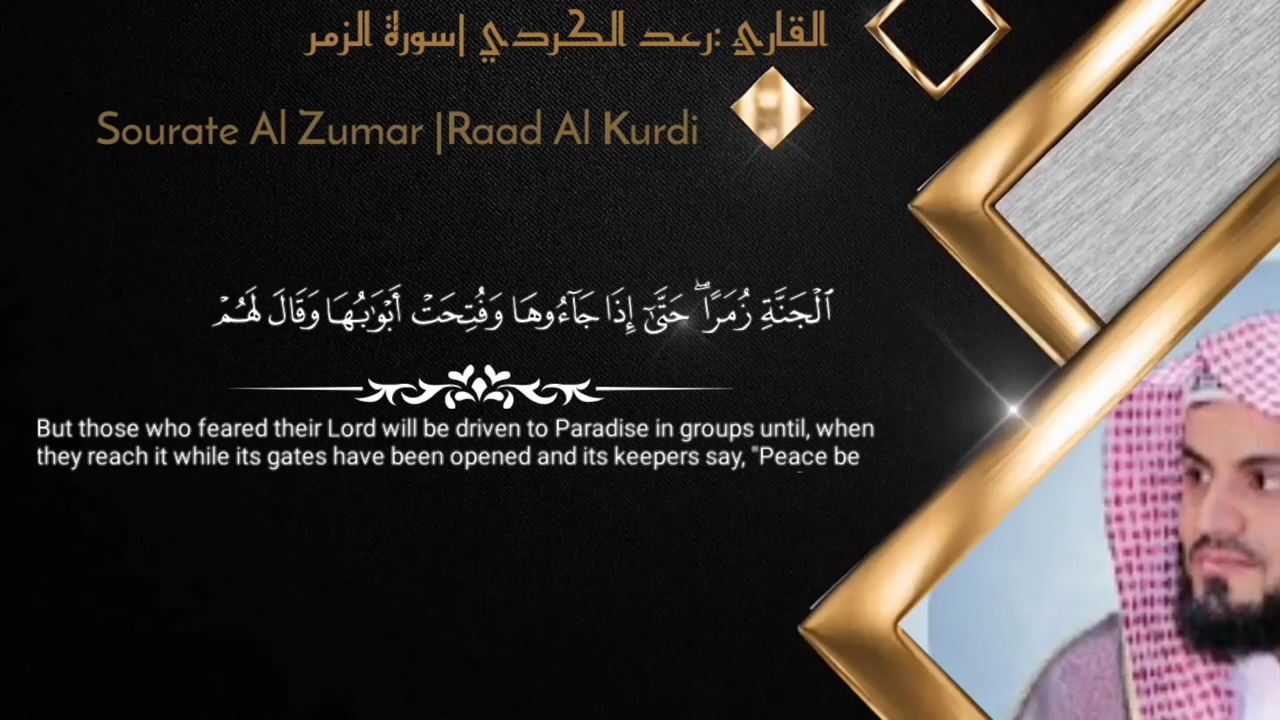 القارئ :رعد الكردي |سورة الزمر
Sourate Al Zumar |Raad Al Kurdi
ٱلْجَنَّةِ زُمَرًا ۖ حَتَّىٰٓ إِذَا جَآءُوهَا وَفُتِحَتْ أَبْوَٰبُهَا وَقَالَ لَهُمْ
But those who feared their Lord will be driven to Paradise in groups until, when
they reach it while its gates have been opened and its keepers say, "Peace be